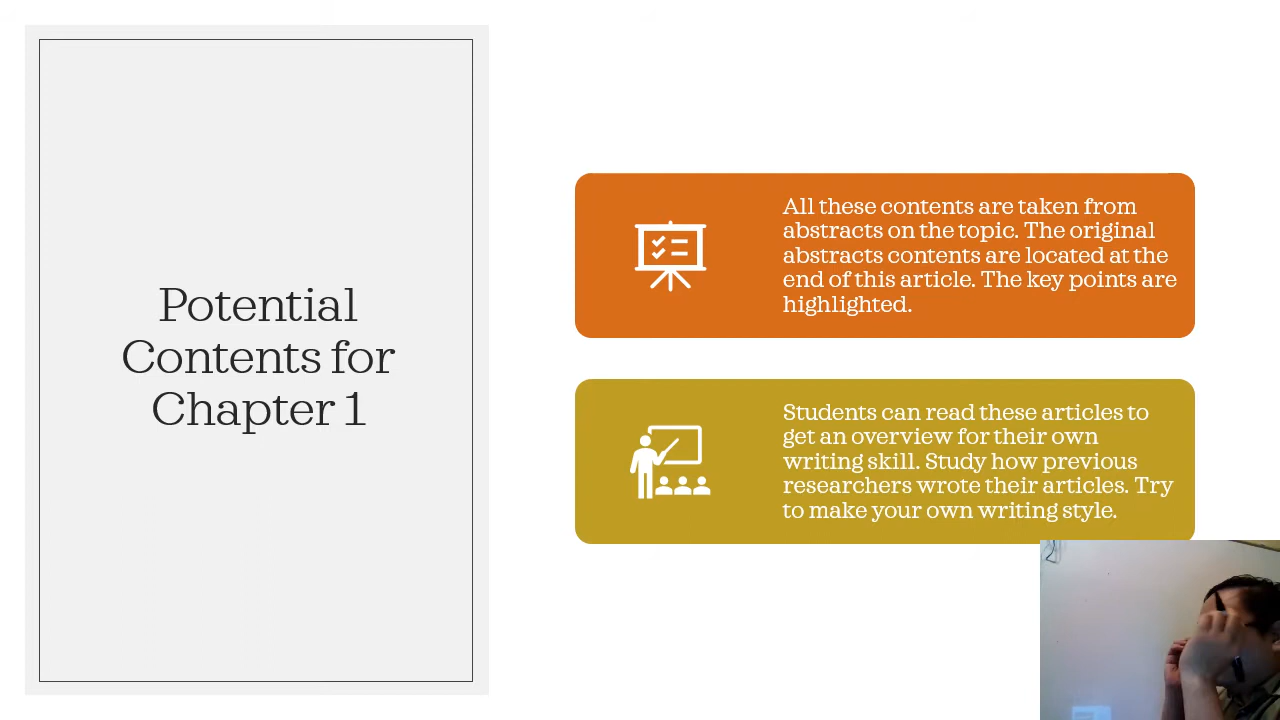 Potential
Contents for
Chapter 1
All these contents are taken from
abstracts on the topic. The original
abstracts contents are located at the
end of this article. The key points are
highlighted.
Students can read these articles to
get an overview for their own
writing skill. Study how previous
researchers wrote their articles. Try
to make your own writing style.